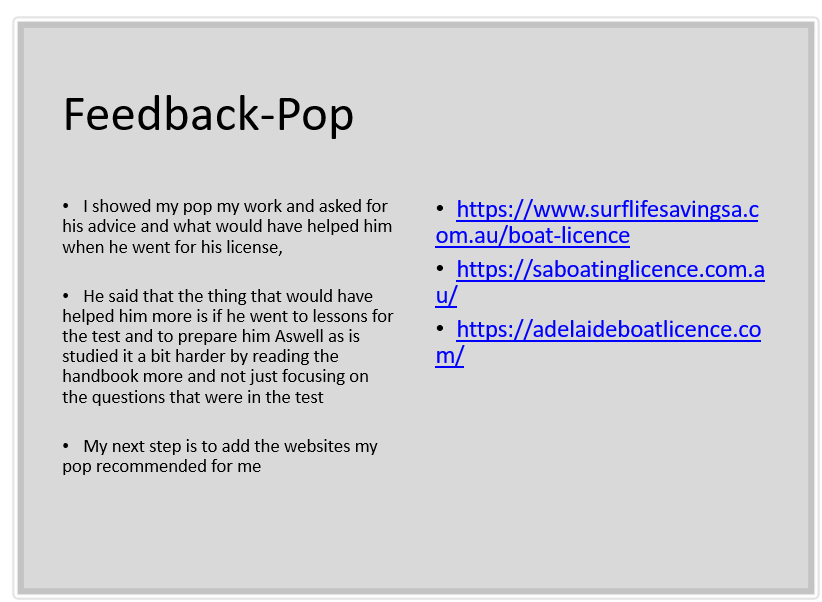 Feedback-Pop
• I showed my pop my work and asked for
his advice and what would have helped him
when he went for his license,
• He said that the thing that would have
helped him more is if he went to lessons for
the test and to prepare him Aswell as is
studied it a bit harder by reading the
handbook more and not just focusing on
the questions that were in the test
• My next step is to add the websites my
pop recommended for me
• https://www.surflifesavingsa.c
om.au/boat-licence
• https://saboatinglicence.com.a
u/
• https://adelaideboatlicence.co
m/